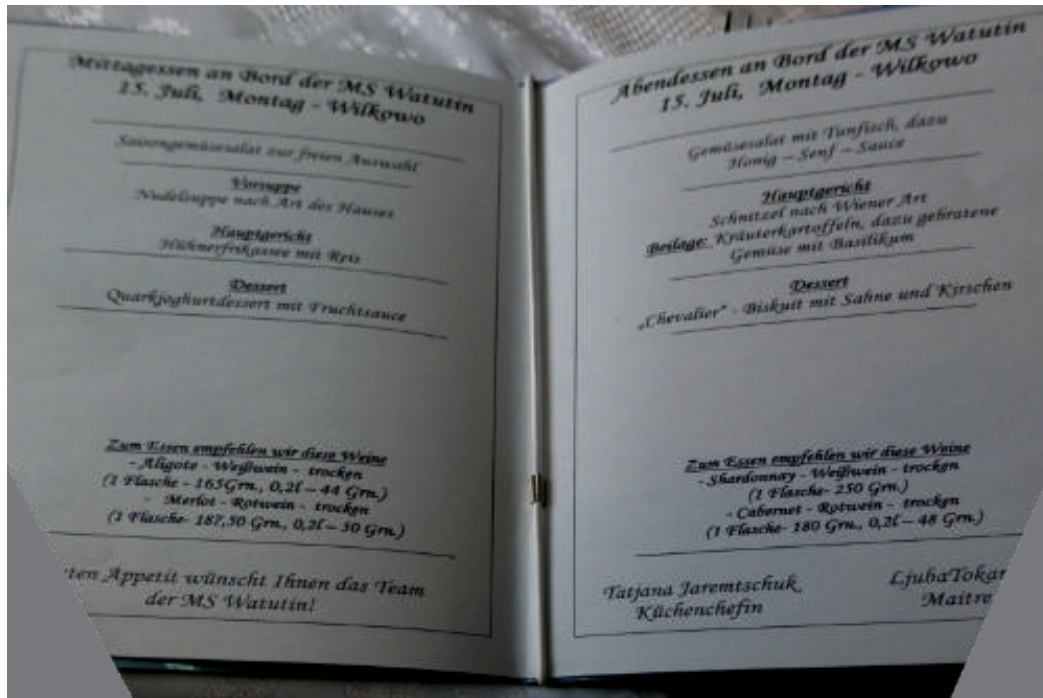 Mittagessen an Bord der MS Watutin
15. Juli, Montag - Wilkowo
Saisongemüsesalat zur freien Auswahl
Vorsuppe
Nudelsuppe nach Art des Hauses
Hauptgericht
Hühnerfrikassee mit Reis
Dessert
Quarkjoghurtdessert mit Fruchtsauce
Zum Essen empfehlen wir diese Weine
- Aligote - Weißwein - trocken
(1 Flasche - 165Grn., 0,2l – 44 Grn.)
- Merlot - Rotwein - trocken
(1 Flasche- 187,50 Grn., 0,2l – 50 Grn.)
ten Appetit wünscht Ihnen das Team
der MS Watutin!
Abendessen an Bord der MS Watutin
15. Juli, Montag - Wilkowo
Gemüsesalat mit Tunfisch, dazu
Honig – Senf – Sauce
Hauptgericht
Schnitzel nach Wiener Art
Beilage: Kräuterkartoffeln, dazu gebratene
Gemüse mit Basilikum
Dessert
„Chevalier" - Biskuit mit Sahne und Kirschen
Zum Essen empfehlen wir diese Weine
- Shardonnay - Weißwein - trocken
(1 Flasche- 250 Grn.)
- Cabernet - Rotwein - trocken
(1 Flasche- 180 Grn., 0,2l – 48 Grn.)
Tatjana Jaremtschuk LjubaTokar
Küchenchefin Maitre